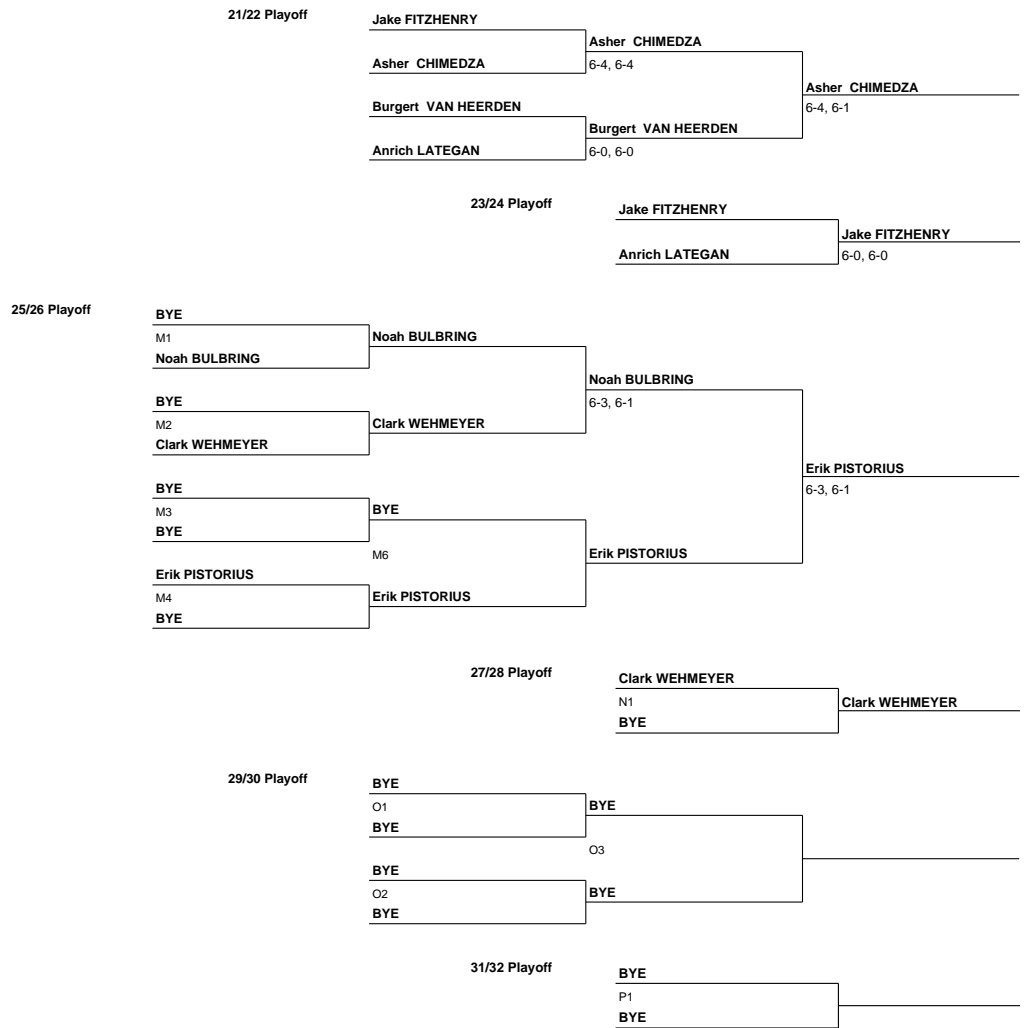 21/22 Playoff
Jake FITZHENRY
Asher CHIMEDZA
Asher CHIMEDZA
6-4, 6-4
Asher CHIMEDZA
6-4, 6-1
Burgert VAN HEERDEN
Burgert VAN HEERDEN
Anrich LATEGAN
6-0, 6-0
23/24 Playoff
Jake FITZHENRY
Jake FITZHENRY
Anrich LATEGAN
6-0, 6-0
25/26 Playoff
BYE
M1
Noah BULBRING
Noah BULBRING
Noah BULBRING
6-3, 6-1
BYE
M2
Clark WEHMEYER
Clark WEHMEYER
Erik PISTORIUS
6-3, 6-1
BYE
M3
BYE
BYE
M6
Erik PISTORIUS
Erik PISTORIUS
M4
Erik PISTORIUS
BYE
27/28 Playoff
Clark WEHMEYER
N1
Clark WEHMEYER
BYE
29/30 Playoff
BYE
O1
BYE
BYE
O3
BYE
O2
BYE
BYE
31/32 Playoff
BYE
P1
BYE